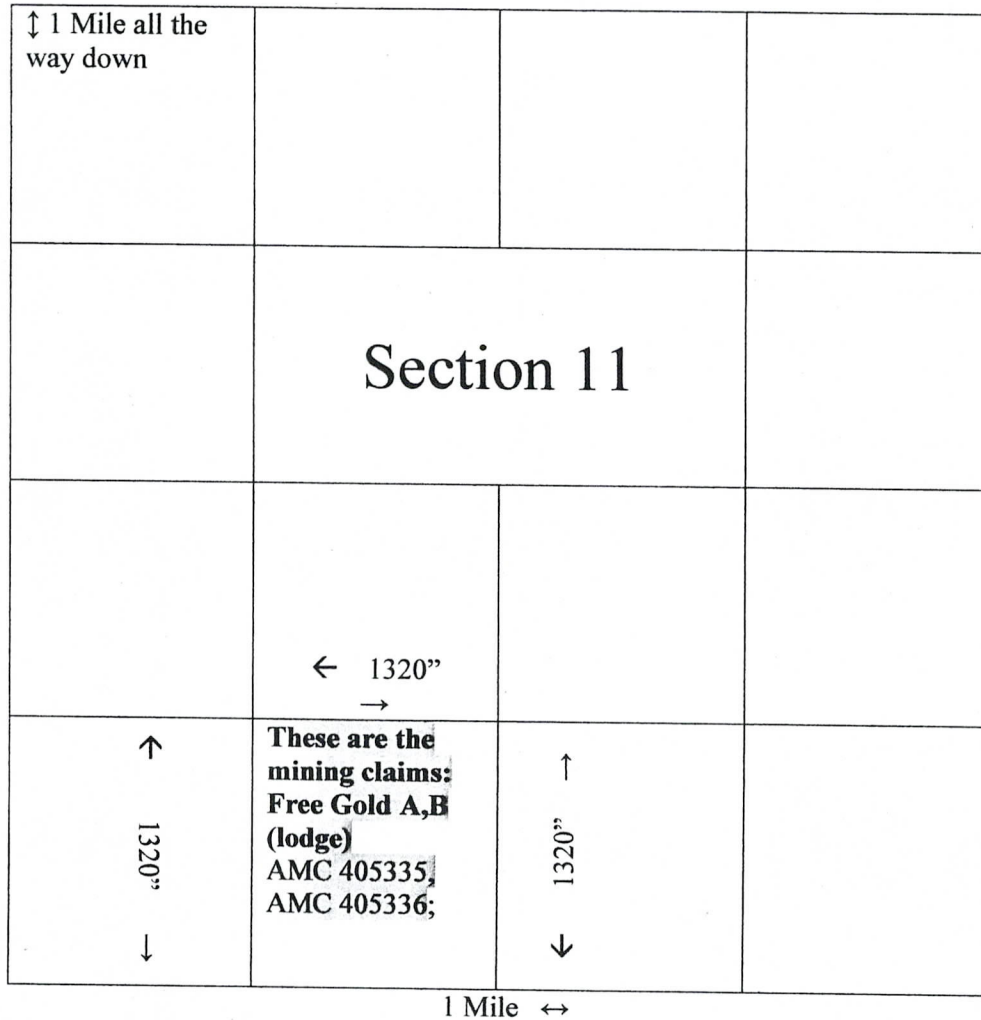 ↕ 1 Mile all the
way down
Section 11
← 1320”
→
↑ 1320” ↓
These are the
mining claims:
Free Gold A,B
(lodge)
AMC 405335,
AMC 405336;
↑ 1320” ↓
1 Mile ↔